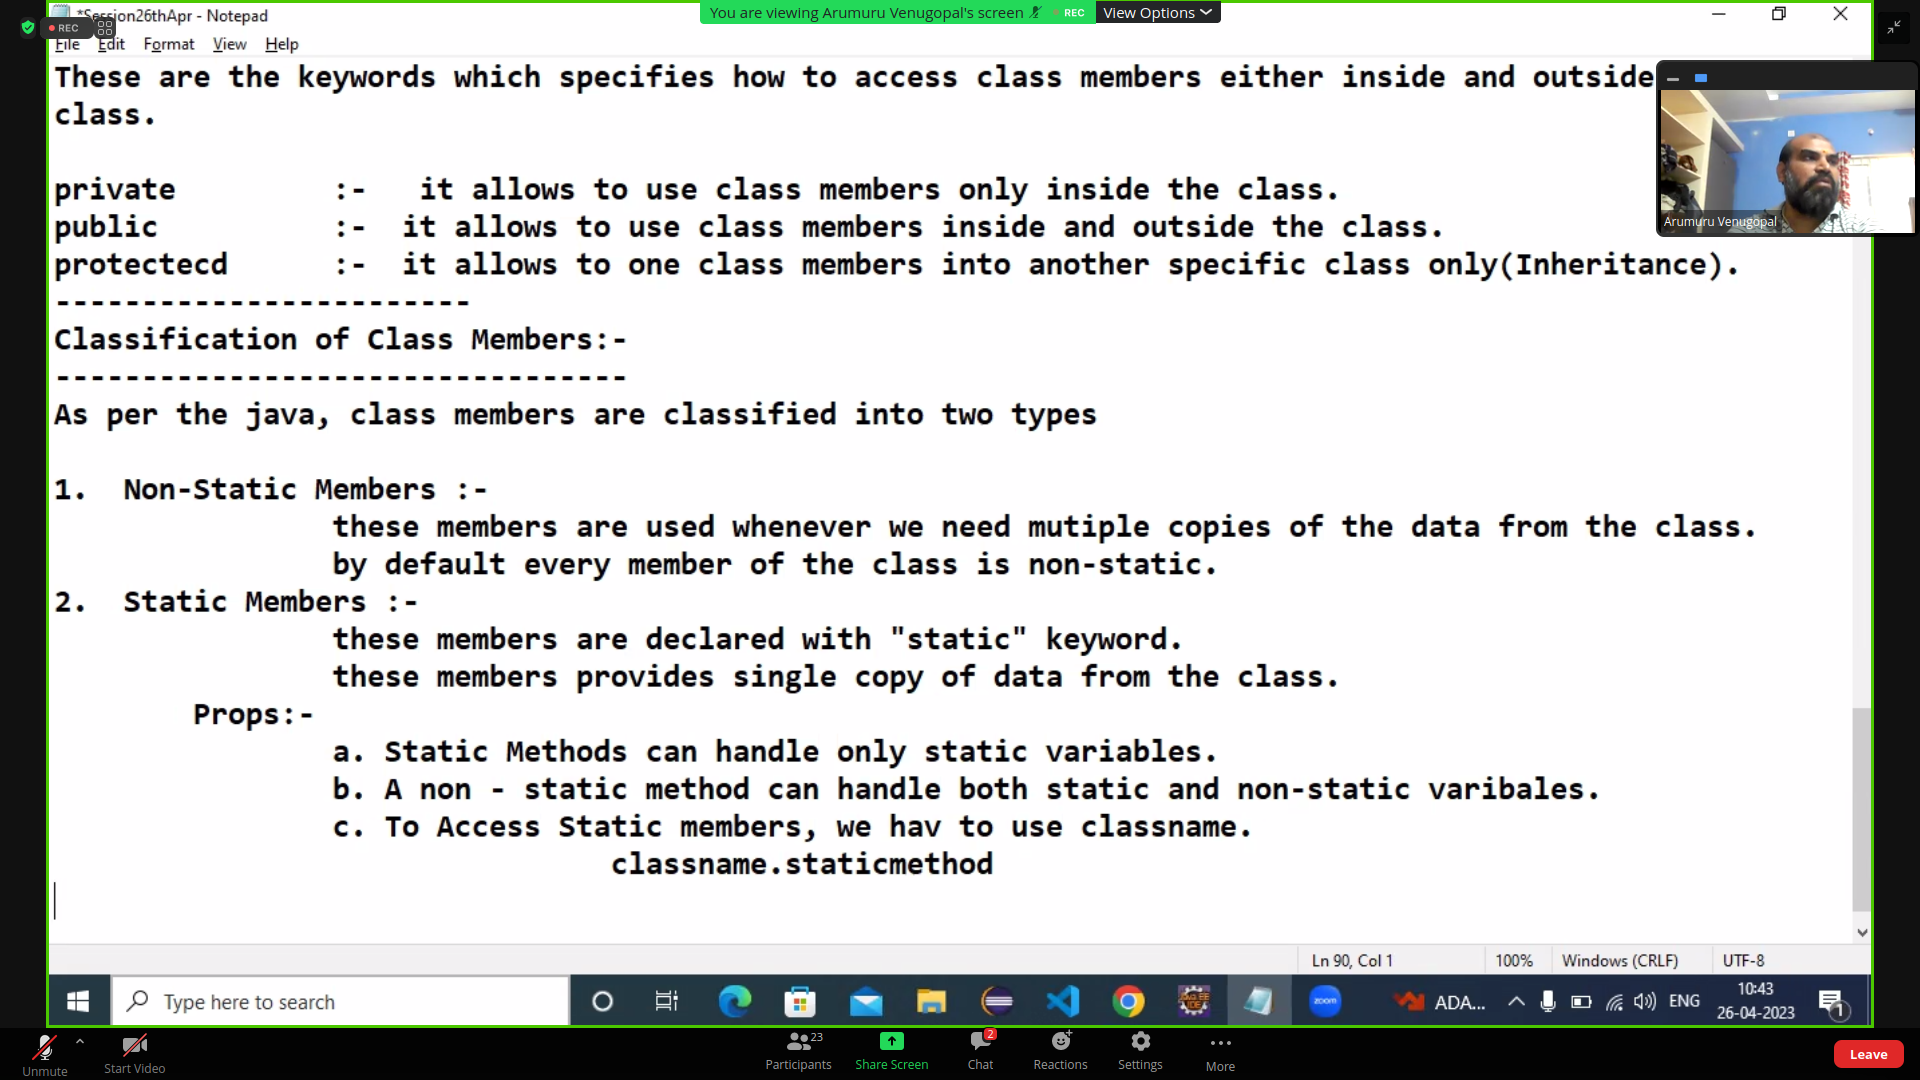 *Session26thApr - Notepad
You are viewing Arumuru Venugopal's screen
REC
View Options
REC
File Edit Format View Help
These are the keywords which specifies how to access class members either inside and outside
class.
private :- it allows to use class members only inside the class.
public :- it allows to use class members inside and outside the class.
protectecd :- it allows to one class members into another specific class only(Inheritance).
------------------------
Classification of Class Members:-
---------------------------------
As per the java, class members are classified into two types
1. Non-Static Members :-
these members are used whenever we need mutiple copies of the data from the class.
by default every member of the class is non-static.
2. Static Members :-
these members are declared with "static" keyword.
these members provides single copy of data from the class.
Props:-
a. Static Methods can handle only static variables.
b. A non - static method can handle both static and non-static varibales.
c. To Access Static members, we hav to use classname.
classname.staticmethod
Arumuru Venugopal
Ln 90, Col 1 100% Windows (CRLF) UTF-8
Type here to search
zoom
ADA...
ENG
10:43
26-04-2023
1
Unmute
Start Video
23
Participants
Share Screen
2
Chat
Reactions
Settings
More
Leave